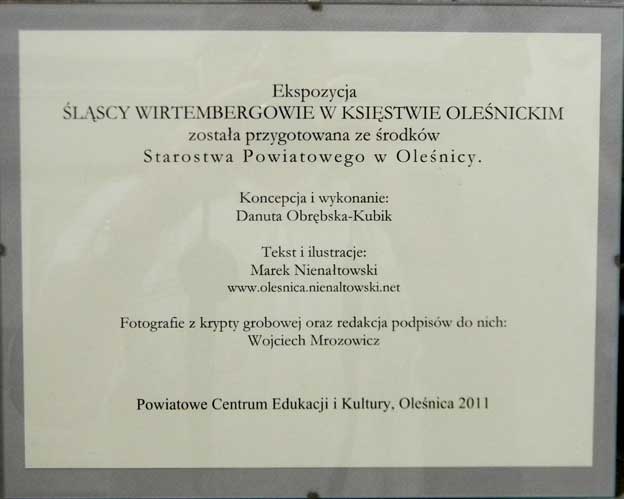 Ekspozycja
ŚLĄSCY WIRTEMBERGOWIE W KSIĘSTWIE OLEŚNICKIM
została przygotowana ze środków
Starostwa Powiatowego w Oleśnicy.
Koncepcja i wykonanie:
Danuta Obrębska-Kubik
Tekst i ilustracje:
Marek Nienałtowski
www.olesnica.nienaltowski.net
Fotografie z krypty grobowej oraz redakcja podpisów do nich:
Wojciech Mrozowicz
Powiatowe Centrum Edukacji i Kultury, Oleśnica 2011